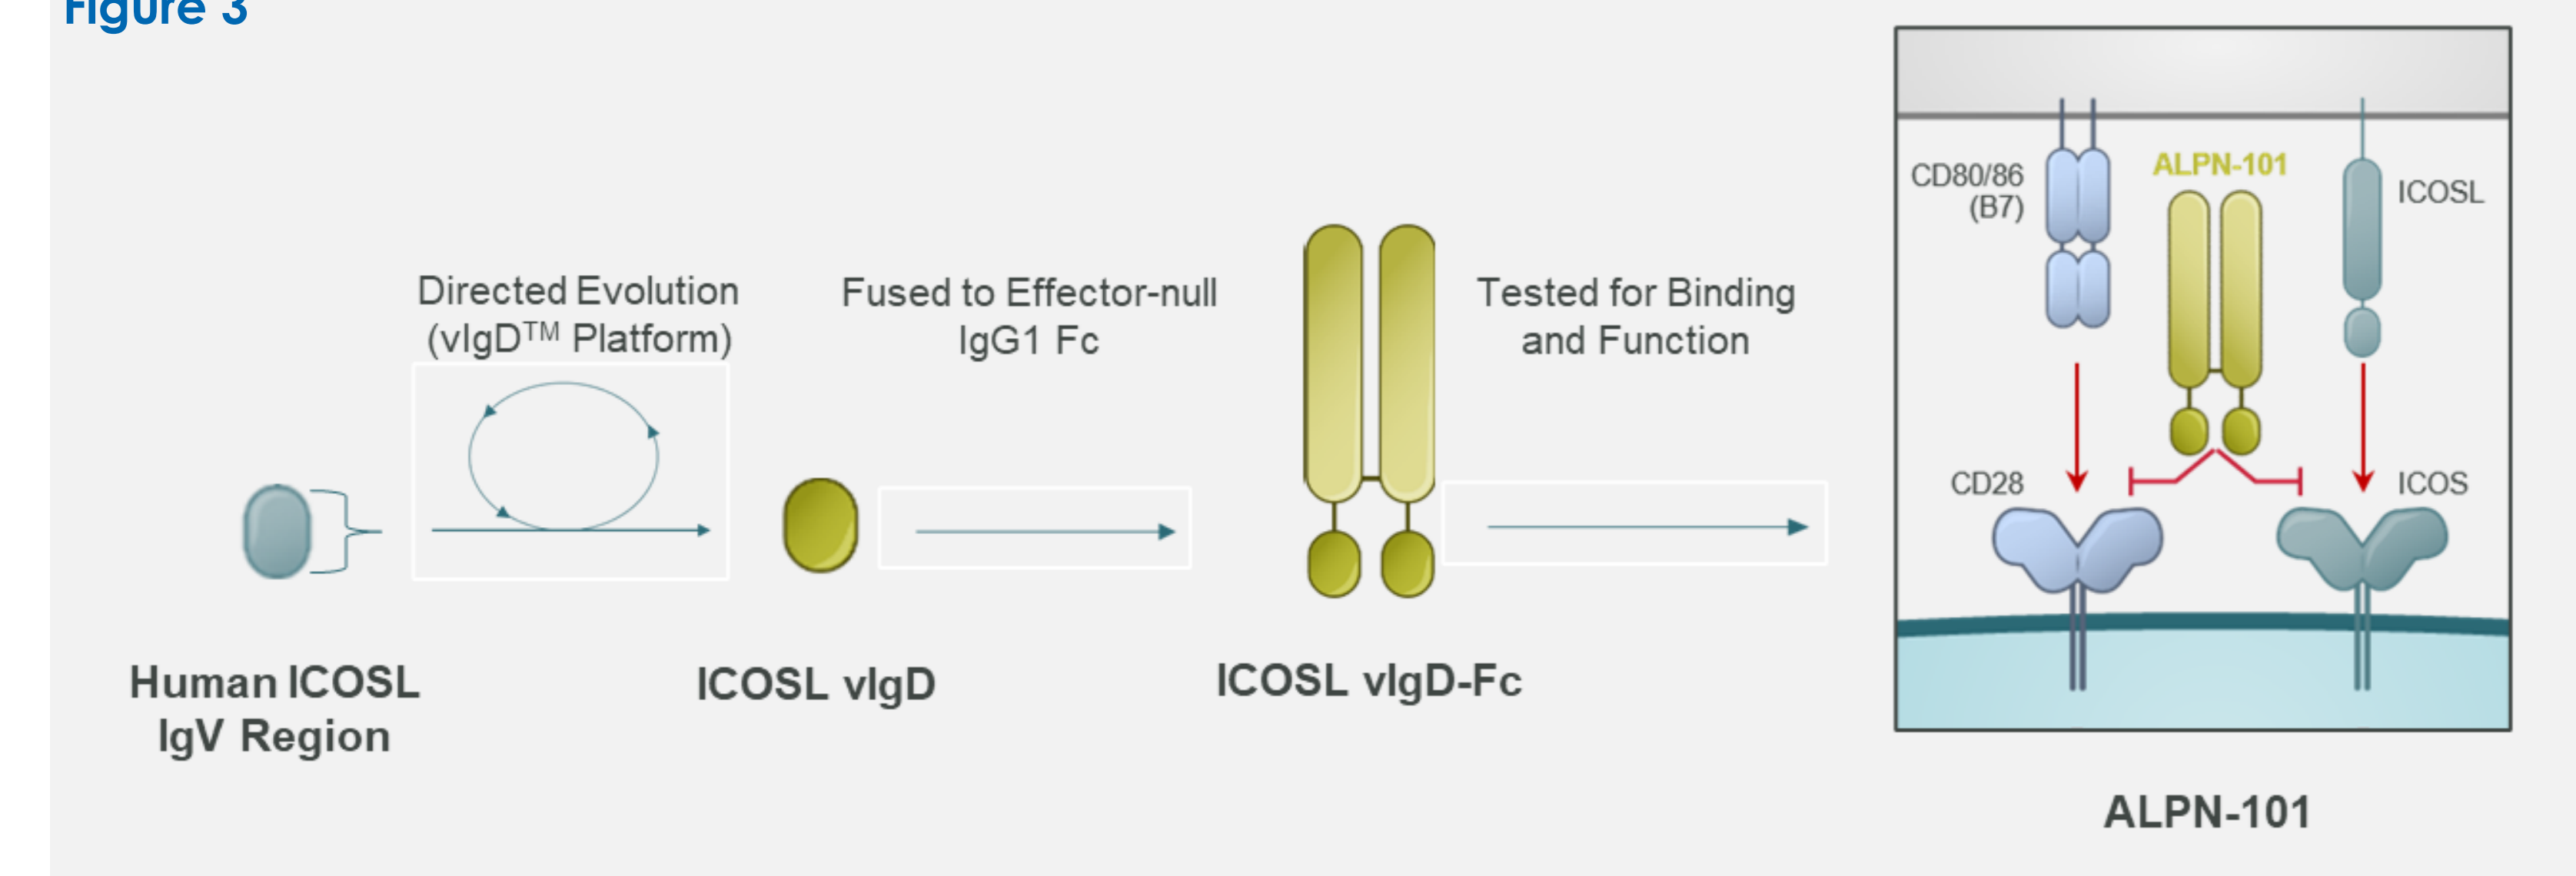 Figure 3
Directed Evolution
(vIgD™ Platform)
Fused to Effector-null
IgG1 Fc
Tested for Binding
and Function
Human ICOSL
IgV Region
ICOSL vIgD
ICOSL vIgD-Fc
CD80/86
(B7)
ALPN-101
ICOSL
CD28
ICOS
ALPN-101